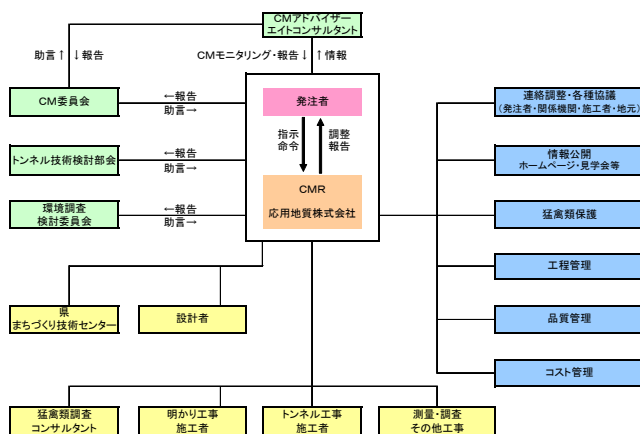 CMアドバイザー
エイトコンサルタント
助言↑ ↓報告
CMモニタリング・報告↓ ↑情報
CM委員会
←報告
助言→
トンネル技術検討部会
←報告
助言→
環境調査
検討委員会
←報告
助言→
発注者
指示
命令
調整
報告
CMR
応用地質株式会社
連絡調整・各種協議
(発注者・関係機関・施工者・地元)
情報公開
ホームページ・見学会等
猛禽類保護
工程管理
品質管理
コスト管理
県
まちづくり技術センター
設計者
猛禽類調査
コンサルタント
明かり工事
施工者
トンネル工事
施工者
測量・調査
その他工事